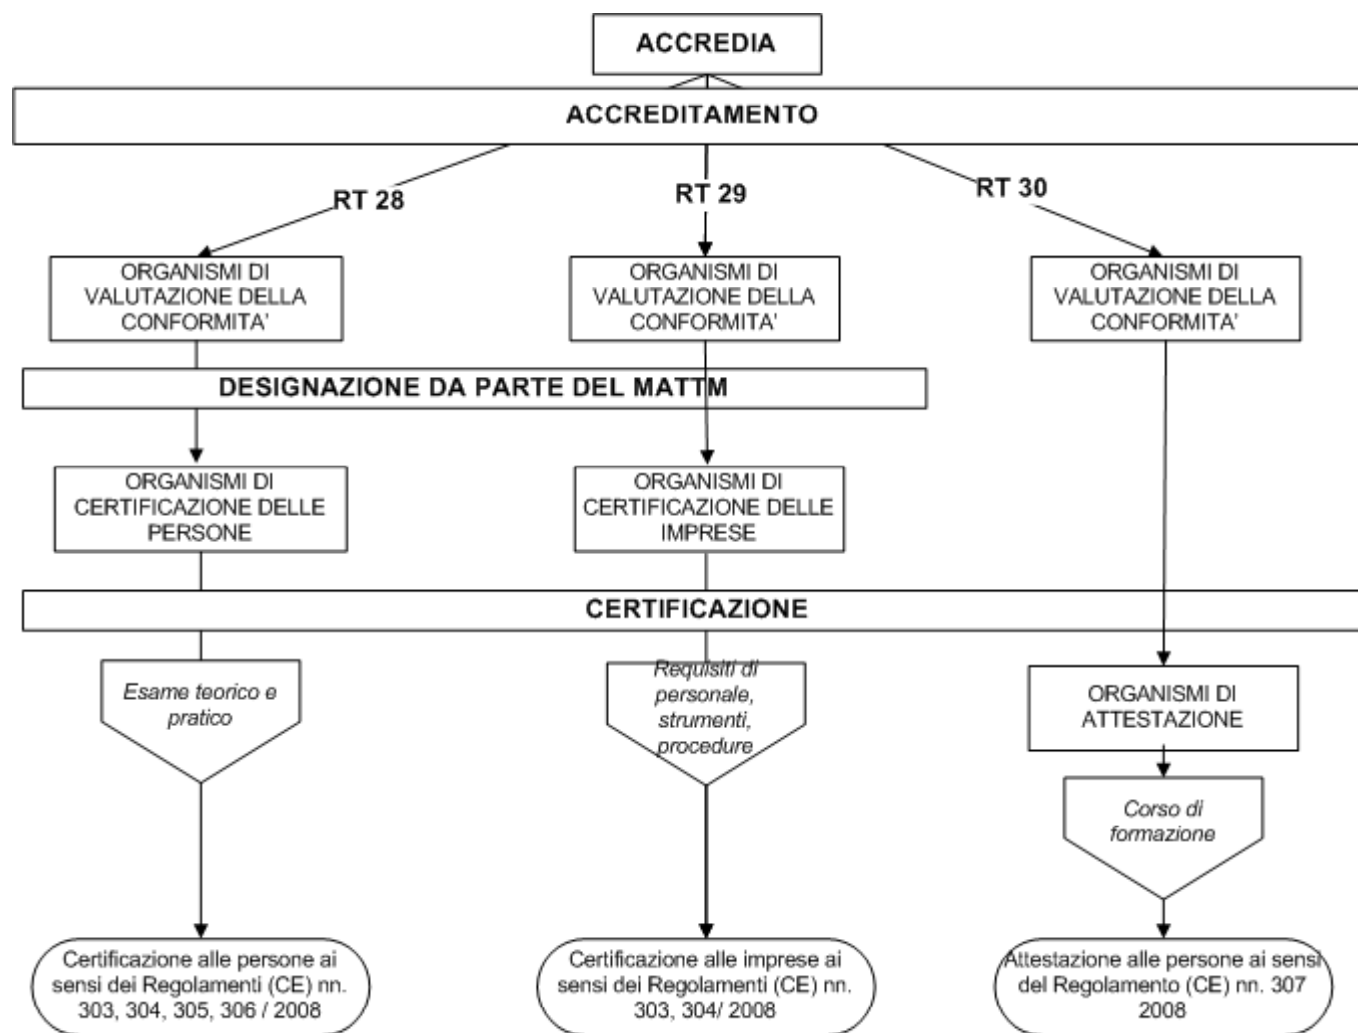 ACCREDIA
ACCREDITAMENTO
RT 28
RT 29
RT 30
ORGANISMI DI
VALUTAZIONE DELLA
CONFORMITA'
ORGANISMI DI
VALUTAZIONE DELLA
CONFORMITA'
ORGANISMI DI
VALUTAZIONE DELLA
CONFORMITA'
DESIGNAZIONE DA PARTE DEL MATTM
ORGANISMI DI
CERTIFICAZIONE DELLE
PERSONE
ORGANISMI DI
CERTIFICAZIONE DELLE
IMPRESE
CERTIFICAZIONE
Esame teorico e
pratico
Requisiti di
personale,
strumenti,
procedure
ORGANISMI DI
ATTESTAZIONE
Corso di
formazione
Certificazione alle persone ai
sensi dei Regolamenti (CE) nn.
303, 304, 305, 306 / 2008
Certificazione alle imprese ai
sensi dei Regolamenti (CE) nn.
303, 304/ 2008
Attestazione alle persone ai sensi
del Regolamento (CE) nn. 307
2008